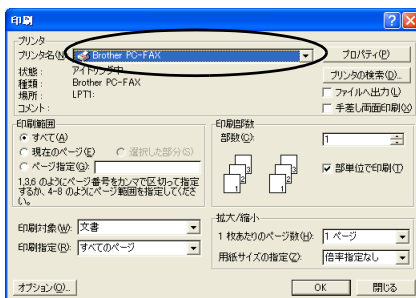 印刷
プリンタ
プリンタ名(N): Brother PC-FAX プロパティ(P)
状態: アイドリング中 プリンタの検索(D)...
種類: Brother PC-FAX
場所: LPT1: ファイルへ出力(L)
コメント: 手差し両面印刷(X)
印刷範囲
すべて(A)
現在のページ(E) 選択した部分(S)
ページ指定(G):
1,3,6 のようにページ番号をカンマで区切って指定
するか、4-8 のようにページ範囲を指定してくださ
い。
印刷部数
部数(C): 1
部単位で印刷(T)
印刷対象(W): 文書
印刷指定(R): すべてのページ
拡大/縮小
1 枚あたりのページ数(H): 1 ページ
用紙サイズの指定(Z): 倍率指定なし
オプション(O)... OK 閉じる